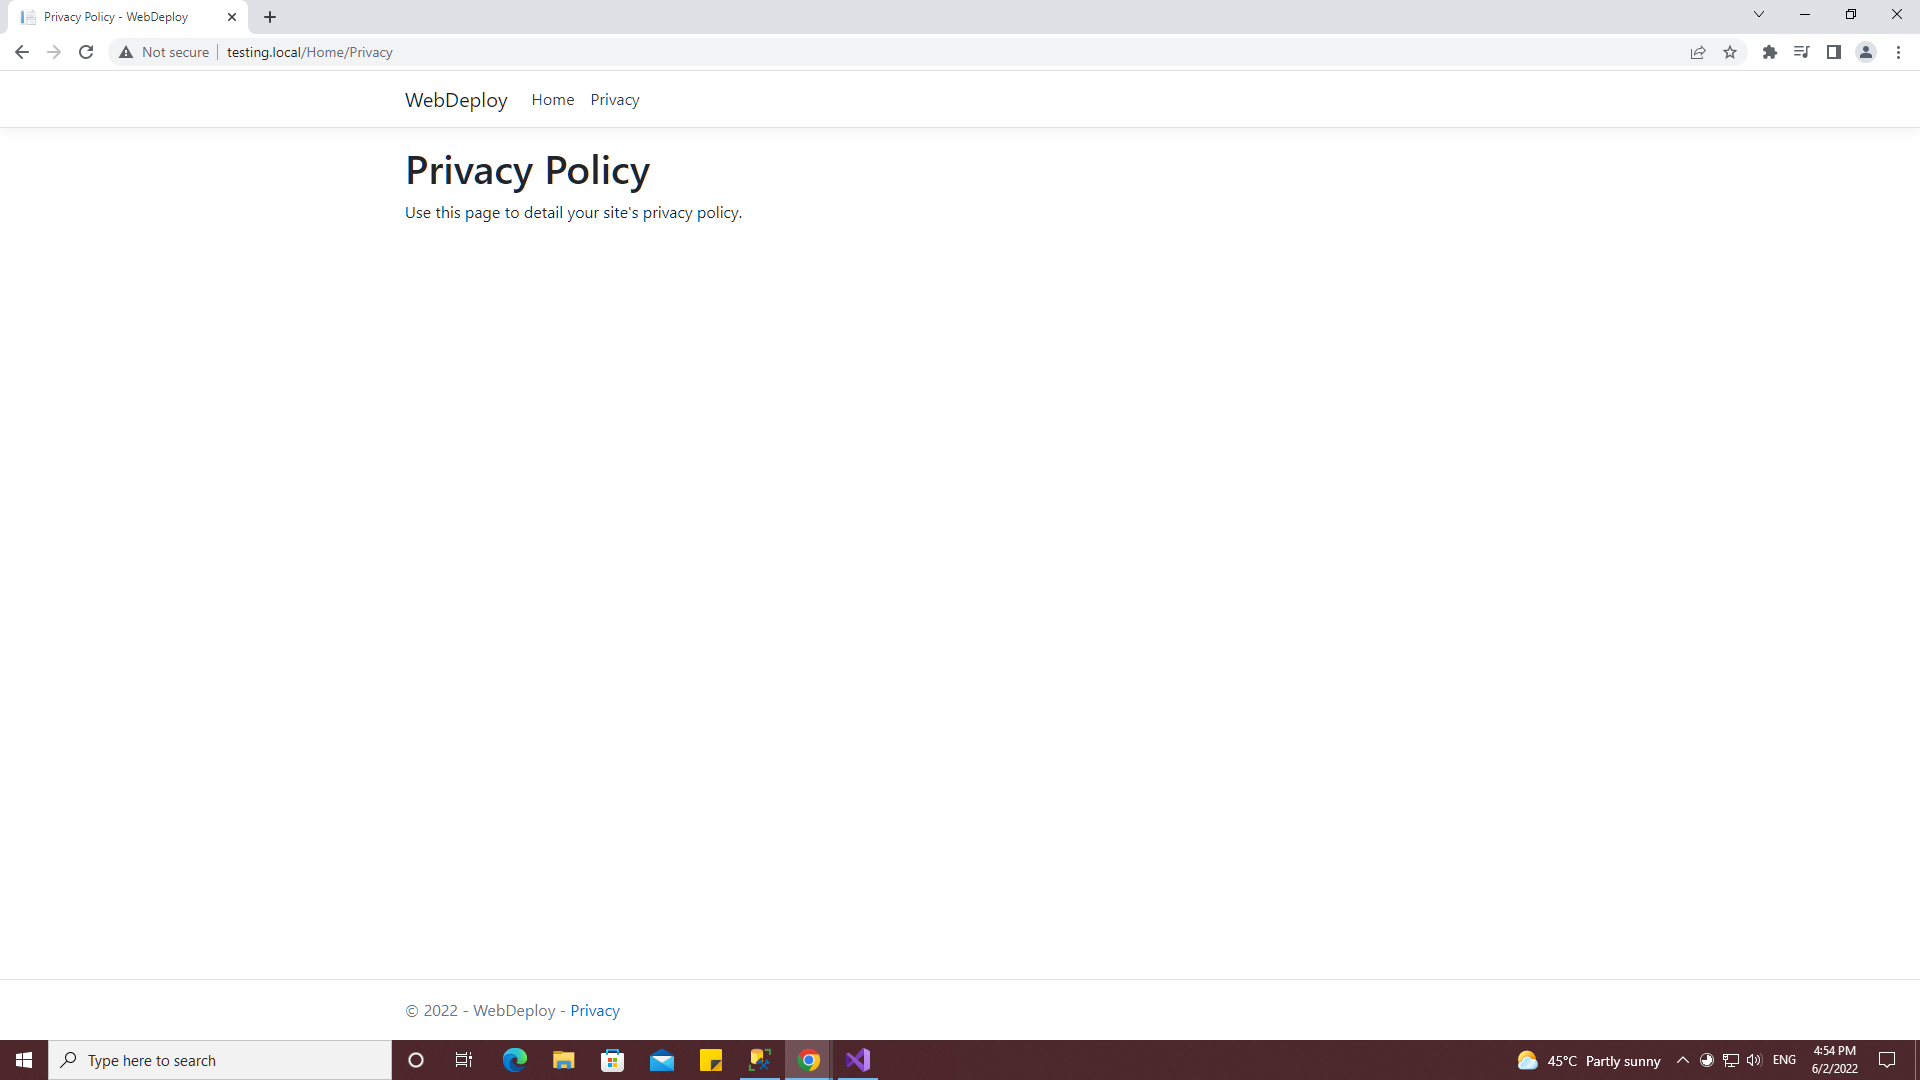 Privacy Policy - WebDeploy
Not secure testing.local/Home/Privacy
WebDeploy Home Privacy
Privacy Policy
Use this page to detail your site's privacy policy.
© 2022 - WebDeploy - Privacy
Type here to search
45°C Partly sunny
ENG
4:54 PM
6/2/2022